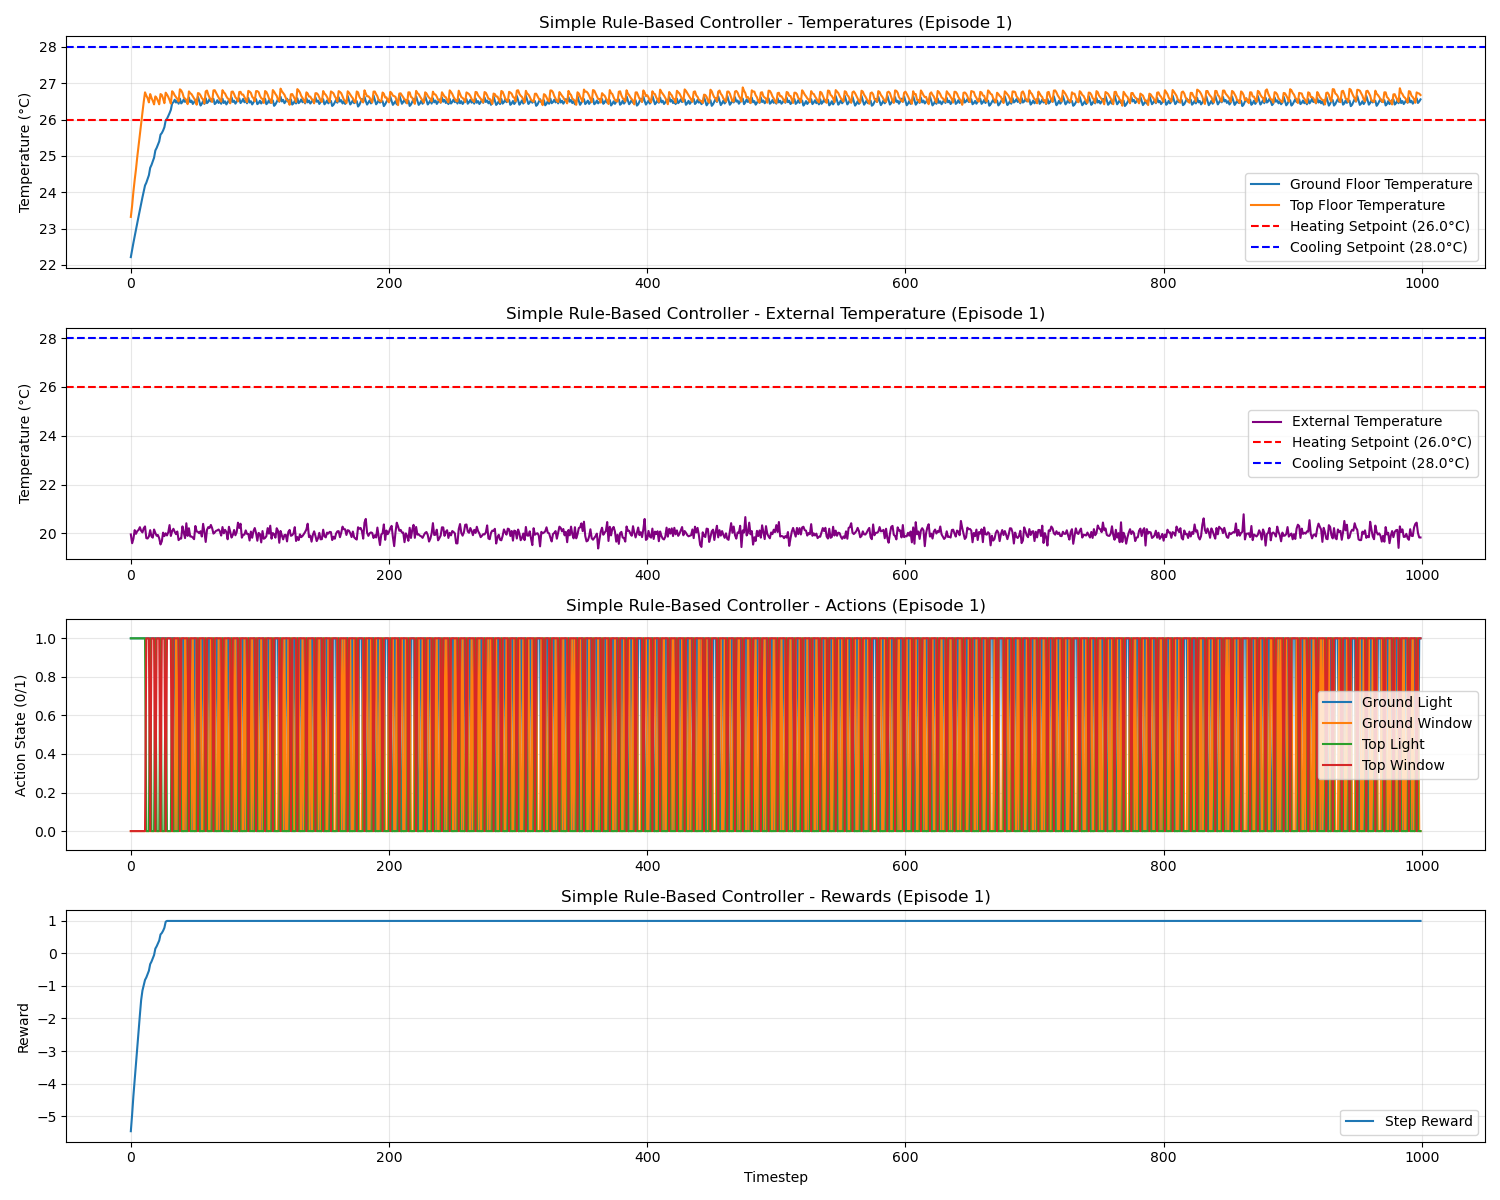 Simple Rule-Based Controller - Temperatures (Episode 1)
Temperature (°C)
28
27
26
25
24
23
22
Ground Floor Temperature
Top Floor Temperature
Heating Setpoint (26.0°C)
Cooling Setpoint (28.0°C)
0 200 400 600 800 1000
Simple Rule-Based Controller - External Temperature (Episode 1)
Temperature (°C)
28
26
24
22
20
External Temperature
Heating Setpoint (26.0°C)
Cooling Setpoint (28.0°C)
0 200 400 600 800 1000
Simple Rule-Based Controller - Actions (Episode 1)
Action State (0/1)
1.0
0.8
0.6
0.4
0.2
0.0
Ground Light
Ground Window
Top Light
Top Window
0 200 400 600 800 1000
Simple Rule-Based Controller - Rewards (Episode 1)
Reward
1
0
−1
−2
−3
−4
−5
Step Reward
0 200 400 600 800 1000
Timestep